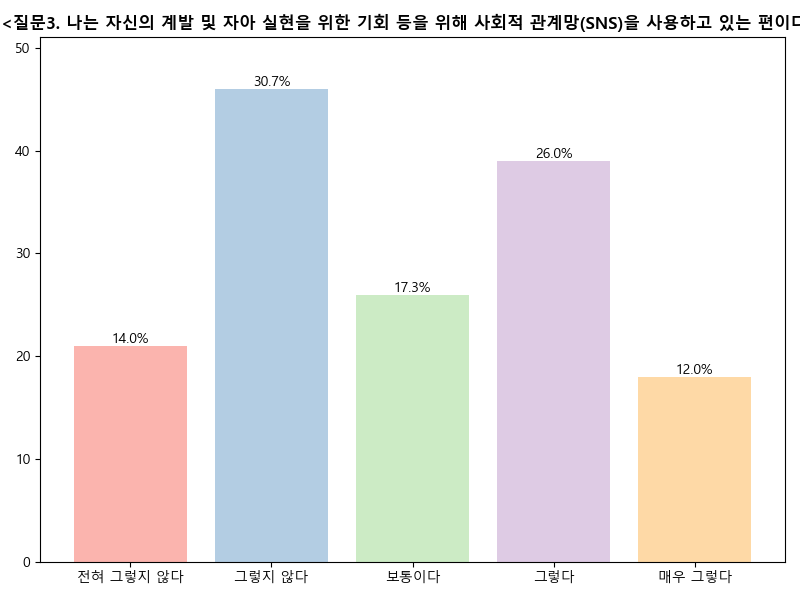 <질문3. 나는 자신의 계발 및 자아 실현을 위한 기회 등을 위해 사회적 관계망(SNS)을 사용하고 있는 편이다
50
40
30
20
10
0
14.0%
30.7%
17.3%
26.0%
12.0%
전혀 그렇지 않다
그렇지 않다
보통이다
그렇다
매우 그렇다